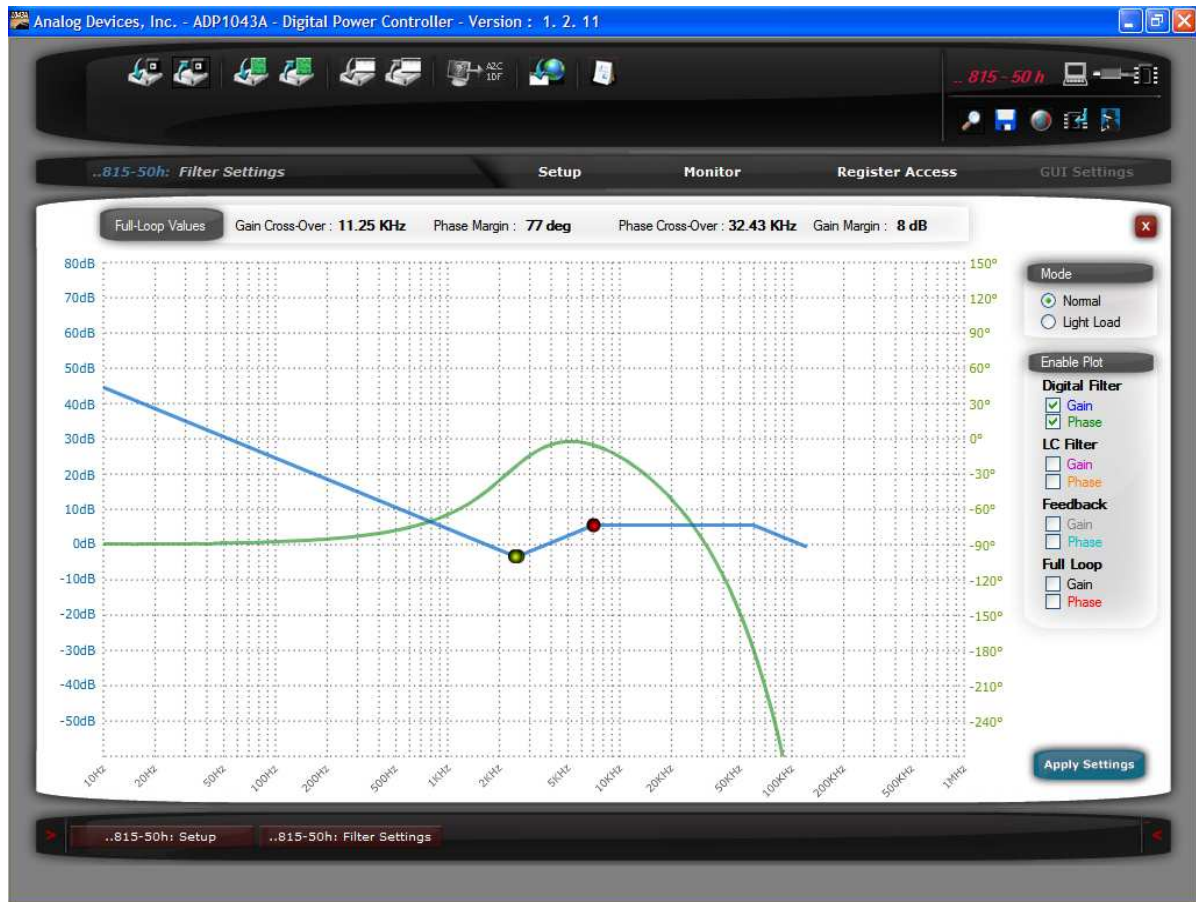 Analog Devices, Inc. - ADP1043A - Digital Power Controller - Version : 1. 2. 11
A2C
1DF
.. 815 - 50 h
..815-50h: Filter Settings
Setup
Monitor
Register Access
GUI Settings
Full-Loop Values
Gain Cross-Over : 11.25 KHz
Phase Margin : 77 deg
Phase Cross-Over : 32.43 KHz
Gain Margin : 8 dB
x
80dB
70dB
60dB
50dB
40dB
30dB
20dB
10dB
0dB
-10dB
-20dB
-30dB
-40dB
-50dB
150°
120°
90°
60°
30°
0°
-30°
-60°
-90°
-120°
-150°
-180°
-210°
-240°
10Hz
20Hz
50Hz
100Hz
200Hz
500Hz
1KHz
2KHz
5KHz
10KHz
20KHz
50KHz
100KHz
200KHz
500KHz
1MHz
Mode
Normal
Light Load
Enable Plot
Digital Filter
Gain
Phase
LC Filter
Gain
Phase
Feedback
Gain
Phase
Full Loop
Gain
Phase
Apply Settings
>
..815-50h: Setup
..815-50h: Filter Settings
<